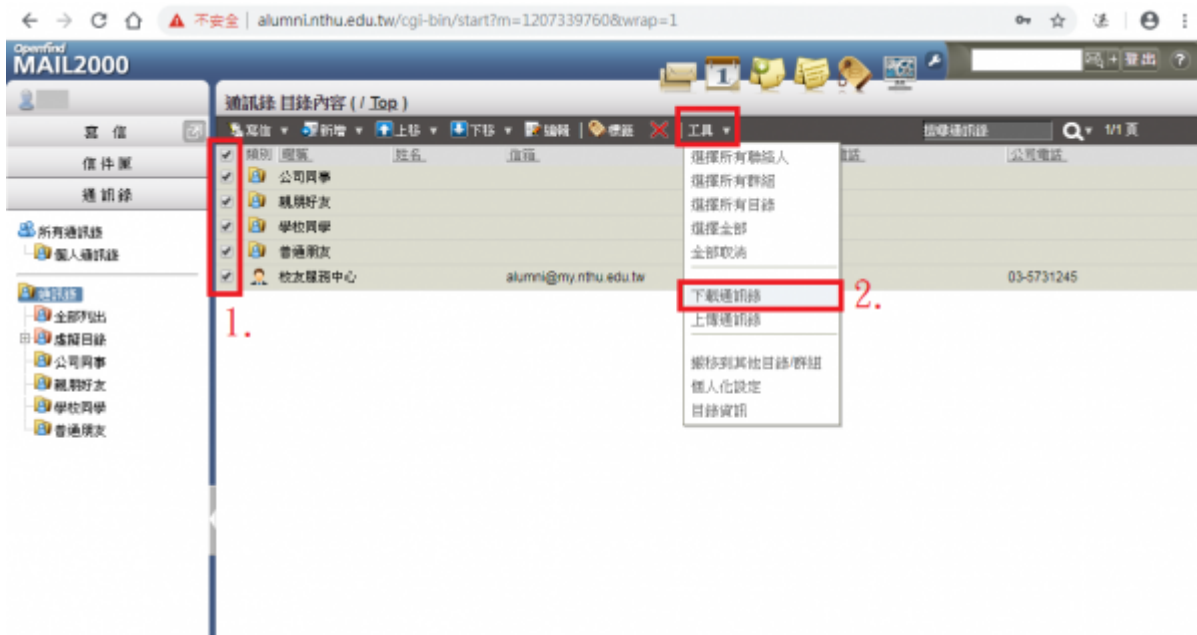 不安全 | alumni.nthu.edu.tw/cgi-bin/start?m=1207339760&wrap=1
Openfind
MAIL2000
登出 ?
1
通訊錄 目錄內容 ( / Top )
寫信 新增 上移 下移 編輯 | 標籤 | 工具 搜尋通訊錄 1/1 頁
寫 信
信件匣
通 訊 錄
所有通訊錄
個人通訊錄
通訊錄
全部列出
虛擬目錄
公司同事
親朋好友
學校同學
普通朋友
類別 暱稱 姓名 信箱 電話 公司電話
公司同事
親朋好友
學校同學
普通朋友
校友服務中心 alumni@my.nthu.edu.tw 03-5731245
1.
選擇所有聯絡人
選擇所有群組
選擇所有目錄
選擇全部
全部取消
下載通訊錄
2.
上傳通訊錄
搬移到其他目錄/群組
個人化設定
目錄資訊